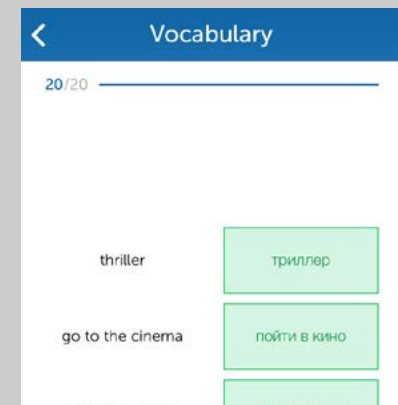 Vocabulary
20/20
thriller триллер
go to the cinema пойти в кино